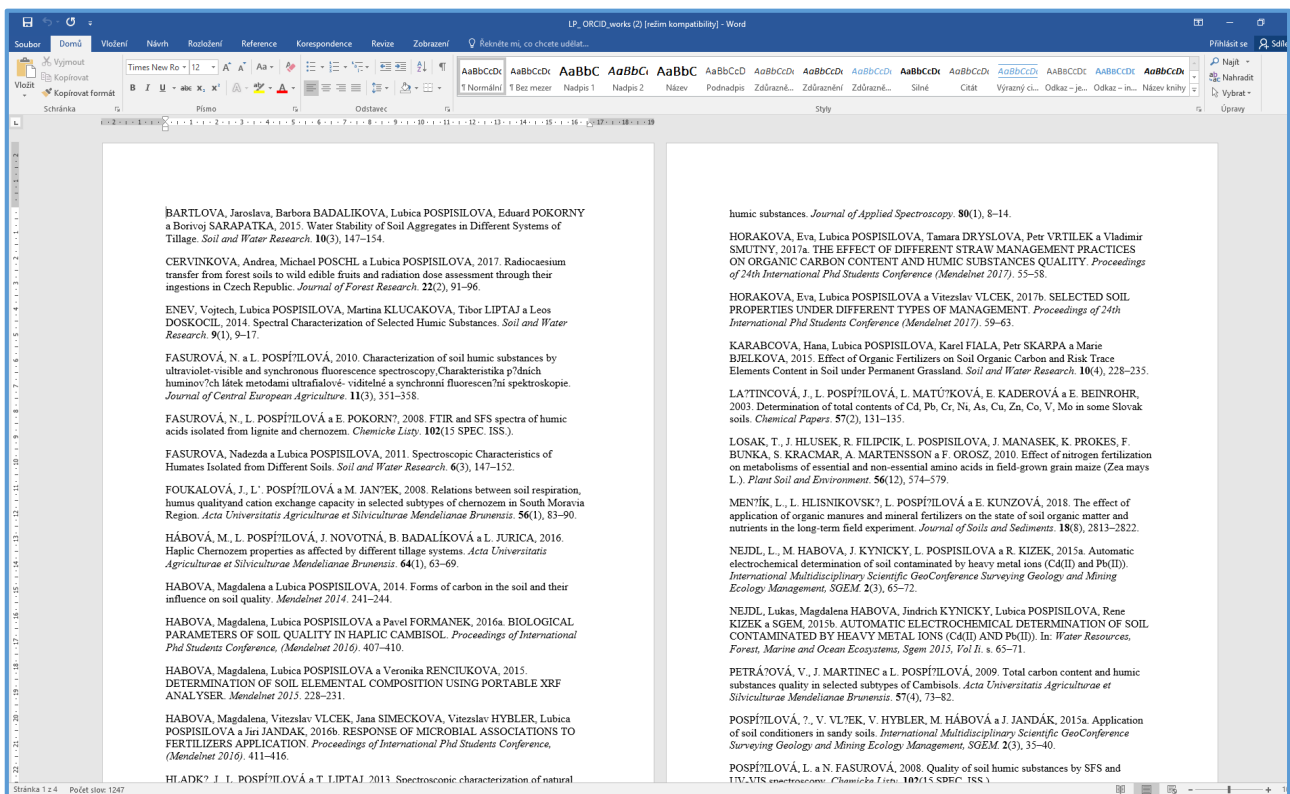 LP_ ORCID_works (2) [režim kompatibility] - Word
Soubor Domů Vložení Návrh Rozložení Reference Korespondence Revize Zobrazení Řekněte mi, co chcete udělat... Přihlásit se Sdíle
Vložit
Vyjmout
Kopírovat
Kopírovat formát
Schránka
Times New Ro 12
Písmo
Odstavec
AaBbCcDc AaBbCcDc AaBbC AaBbCc AaBbC AaBbCcD AaBbCcDc AaBbCcDc AaBbCcDc AaBbCcDc AaBbCcDc AaBbCcDc AaBbCcDc AaBbCcDc AaBbCcDc
¶ Normální ¶ Bez mezer Nadpis 1 Nadpis 2 Název Podnadpis Zdůrazně... Zdůraznění Zdůrazně... Silné Citát Výrazný ci... Odkaz – je... Odkaz – in... Název knihy
Styly
Najít
Nahradit
Vybrat
Úpravy
BARTLOVA, Jaroslava, Barbora BADALIKOVA, Lubica POSPISILOVA, Eduard POKORNY
a Borivoj SARAPATKA, 2015. Water Stability of Soil Aggregates in Different Systems of
Tillage. Soil and Water Research. 10(3), 147–154.
CERVINKOVA, Andrea, Michael POSCHL a Lubica POSPISILOVA, 2017. Radiocaesium
transfer from forest soils to wild edible fruits and radiation dose assessment through their
ingestions in Czech Republic. Journal of Forest Research. 22(2), 91–96.
ENEV, Vojtech, Lubica POSPISILOVA, Martina KLUCAKOVA, Tibor LIPTAJ a Leos
DOSKOCIL, 2014. Spectral Characterization of Selected Humic Substances. Soil and Water
Research. 9(1), 9–17.
FASUROVÁ, N. a L. POSPÍ?ILOVÁ, 2010. Characterization of soil humic substances by
ultraviolet-visible and synchronous fluorescence spectroscopy,Charakteristika p?dních
huminov?ch látek metodami ultrafialové- viditelné a synchronní fluorescen?ní spektroskopie.
Journal of Central European Agriculture. 11(3), 351–358.
FASUROVÁ, N., L. POSPÍ?ILOVÁ a E. POKORN?, 2008. FTIR and SFS spectra of humic
acids isolated from lignite and chernozem. Chemicke Listy. 102(15 SPEC. ISS.).
FASUROVA, Nadezda a Lubica POSPISILOVA, 2011. Spectroscopic Characteristics of
Humates Isolated from Different Soils. Soil and Water Research. 6(3), 147–152.
FOUKALOVÁ, J., L'. POSPÍ?ILOVÁ a M. JAN?EK, 2008. Relations between soil respiration,
humus qualityand cation exchange capacity in selected subtypes of chernozem in South Moravia
Region. Acta Universitatis Agriculturae et Silviculturae Mendelianae Brunensis. 56(1), 83–90.
HÁBOVÁ, M., L. POSPÍ?ILOVÁ, J. NOVOTNÁ, B. BADALÍKOVÁ a L. JURICA, 2016.
Haplic Chernozem properties as affected by different tillage systems. Acta Universitatis
Agriculturae et Silviculturae Mendelianae Brunensis. 64(1), 63–69.
HABOVA, Magdalena a Lubica POSPISILOVA, 2014. Forms of carbon in the soil and their
influence on soil quality. Mendelnet 2014. 241–244.
HABOVA, Magdalena, Lubica POSPISILOVA a Pavel FORMANEK, 2016a. BIOLOGICAL
PARAMETERS OF SOIL QUALITY IN HAPLIC CAMBISOL. Proceedings of International
Phd Students Conference, (Mendelnet 2016). 407–410.
HABOVA, Magdalena, Lubica POSPISILOVA a Veronika RENCIUKOVA, 2015.
DETERMINATION OF SOIL ELEMENTAL COMPOSITION USING PORTABLE XRF
ANALYSER. Mendelnet 2015. 228–231.
HABOVA, Magdalena, Vitezslav VLCEK, Jana SIMECKOVA, Vitezslav HYBLER, Lubica
POSPISILOVA a Jiri JANDAK, 2016b. RESPONSE OF MICROBIAL ASSOCIATIONS TO
FERTILIZERS APPLICATION. Proceedings of International Phd Students Conference,
(Mendelnet 2016). 411–416.
HLADK?, J., L. POSPÍ?ILOVÁ a T. LIPTAJ, 2013. Spectroscopic characterization of natural
humic substances. Journal of Applied Spectroscopy. 80(1), 8–14.
HORAKOVA, Eva, Lubica POSPISILOVA, Tamara DRYSLOVA, Petr VRTILEK a Vladimir
SMUTNY, 2017a. THE EFFECT OF DIFFERENT STRAW MANAGEMENT PRACTICES
ON ORGANIC CARBON CONTENT AND HUMIC SUBSTANCES QUALITY. Proceedings
of 24th International Phd Students Conference (Mendelnet 2017). 55–58.
HORAKOVA, Eva, Lubica POSPISILOVA a Vitezslav VLCEK, 2017b. SELECTED SOIL
PROPERTIES UNDER DIFFERENT TYPES OF MANAGEMENT. Proceedings of 24th
International Phd Students Conference (Mendelnet 2017). 59–63.
KARABCOVA, Hana, Lubica POSPISILOVA, Karel FIALA, Petr SKARPA a Marie
BJELKOVA, 2015. Effect of Organic Fertilizers on Soil Organic Carbon and Risk Trace
Elements Content in Soil under Permanent Grassland. Soil and Water Research. 10(4), 228–235.
LA?TINCOVÁ, J., L. POSPÍ?ILOVÁ, L. MATÚ?KOVÁ, E. KADEROVÁ a E. BEINROHR,
2003. Determination of total contents of Cd, Pb, Cr, Ni, As, Cu, Zn, Co, V, Mo in some Slovak
soils. Chemical Papers. 57(2), 131–135.
LOSAK, T., J. HLUSEK, R. FILIPCIK, L. POSPISILOVA, J. MANASEK, K. PROKES, F.
BUNKA, S. KRACMAR, A. MARTENSSON a F. OROSZ, 2010. Effect of nitrogen fertilization
on metabolisms of essential and non-essential amino acids in field-grown grain maize (Zea mays
L.). Plant Soil and Environment. 56(12), 574–579.
MEN?ÍK, L., L. HLISNIKOVSK?, L. POSPÍ?ILOVÁ a E. KUNZOVÁ, 2018. The effect of
application of organic manures and mineral fertilizers on the state of soil organic matter and
nutrients in the long-term field experiment. Journal of Soils and Sediments. 18(8), 2813–2822.
NEJDL, L., M. HABOVA, J. KYNICKY, L. POSPISILOVA a R. KIZEK, 2015a. Automatic
electrochemical determination of soil contaminated by heavy metal ions (Cd(II) and Pb(II)).
International Multidisciplinary Scientific GeoConference Surveying Geology and Mining
Ecology Management, SGEM. 2(3), 65–72.
NEJDL, Lukas, Magdalena HABOVA, Jindrich KYNICKY, Lubica POSPISILOVA, Rene
KIZEK a SGEM, 2015b. AUTOMATIC ELECTROCHEMICAL DETERMINATION OF SOIL
CONTAMINATED BY HEAVY METAL IONS (Cd(II) AND Pb(II)). In: Water Resources,
Forest, Marine and Ocean Ecosystems, Sgem 2015, Vol Ii. s. 65–71.
PETRÁ?OVÁ, V., J. MARTINEC a L. POSPÍ?ILOVÁ, 2009. Total carbon content and humic
substances quality in selected subtypes of Cambisols. Acta Universitatis Agriculturae et
Silviculturae Mendelianae Brunensis. 57(4), 73–82.
POSPÍ?ILOVÁ, ?., V. VL?EK, V. HYBLER, M. HÁBOVÁ a J. JANDÁK, 2015a. Application
of soil conditioners in sandy soils. International Multidisciplinary Scientific GeoConference
Surveying Geology and Mining Ecology Management, SGEM. 2(3), 35–40.
POSPÍ?ILOVÁ, L. a N. FASUROVÁ, 2008. Quality of soil humic substances by SFS and
UV-VIS spectroscopy. Chemicke Listy. 102(15 SPEC. ISS.)
Stránka 1 z 4 Počet slov: 1247